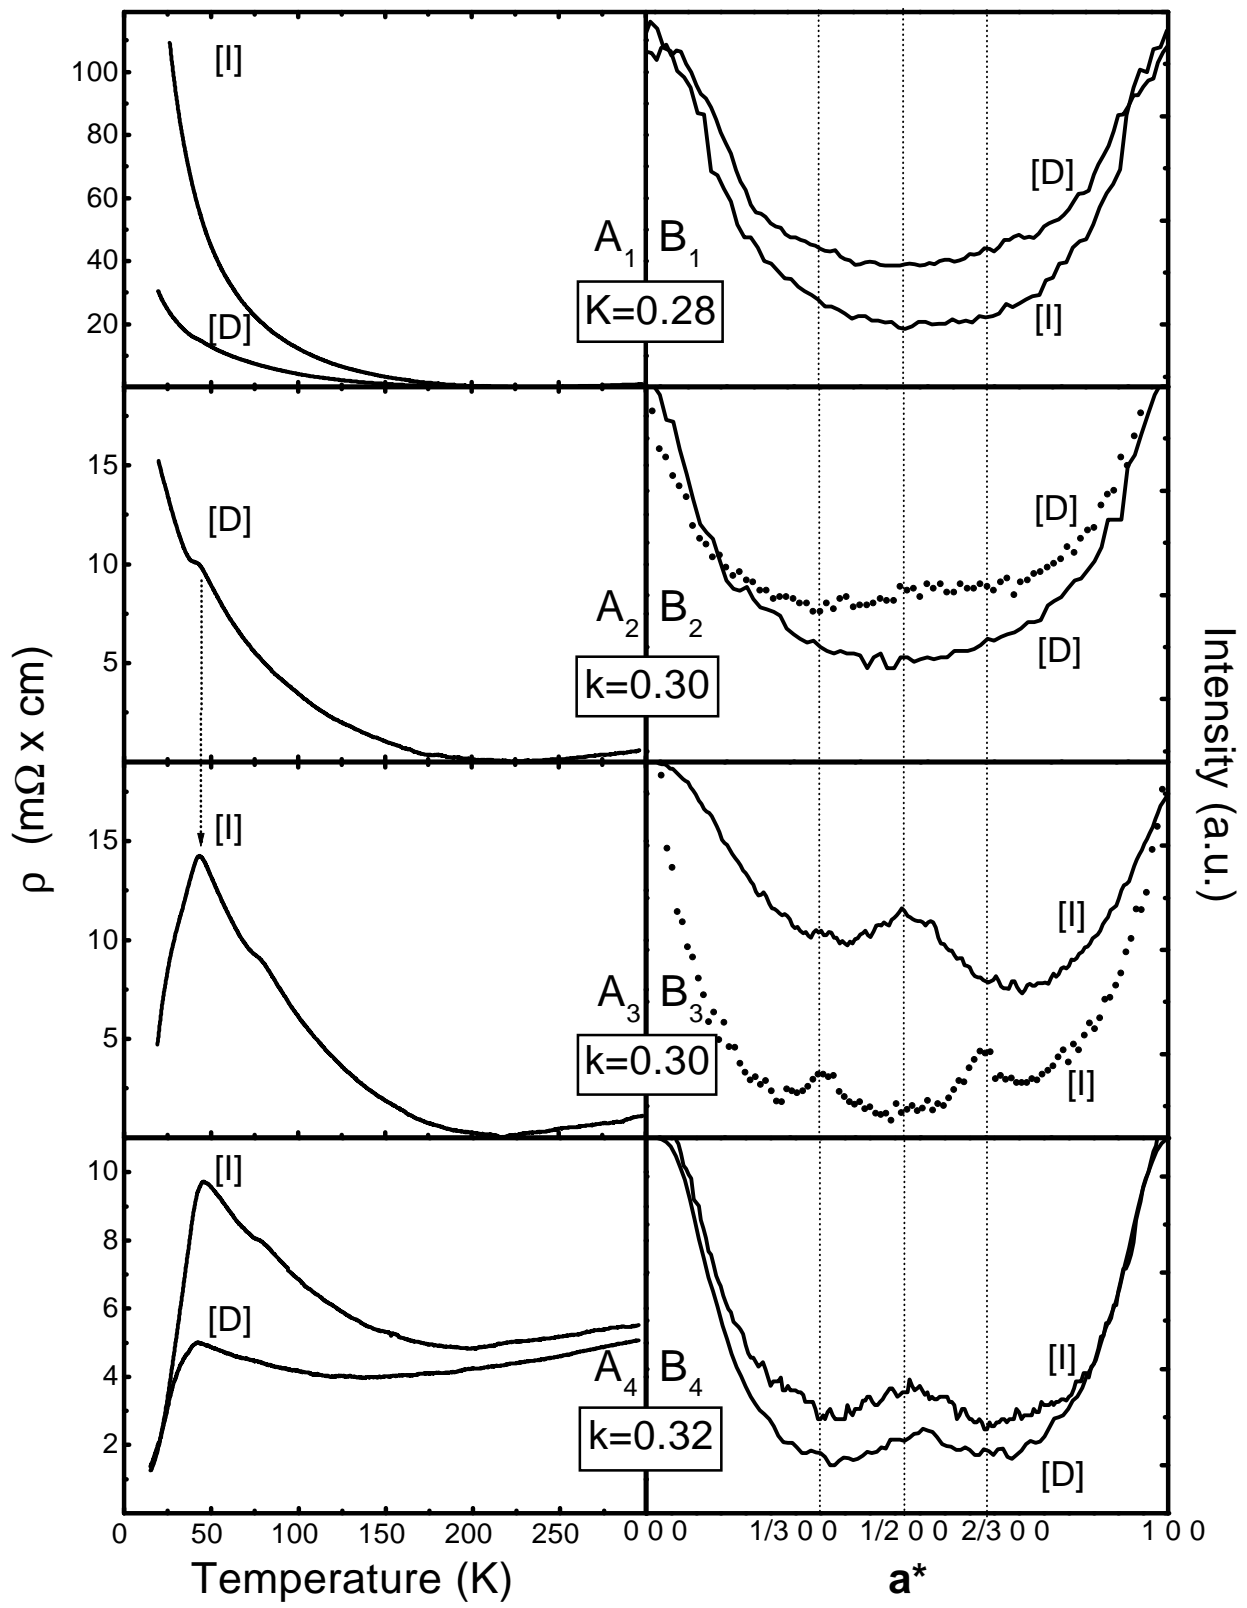 [I]
100
80
60
40
20
[D]
A1 B1
K=0.28
[D]
[I]
15
10
5
[D]
A2 B2
k=0.30
[D]
[D]
15
10
5
[I]
A3 B3
k=0.30
[I]
[I]
10
8
6
4
2
[I]
[D]
A4 B4
k=0.32
[I]
[D]
0 50 100 150 200 250 0 0 0 1/3 0 0 1/2 0 0 2/3 0 0 1 0 0
Temperature (K)
a*
ρ (mΩ x cm)
Intensity (a.u.)